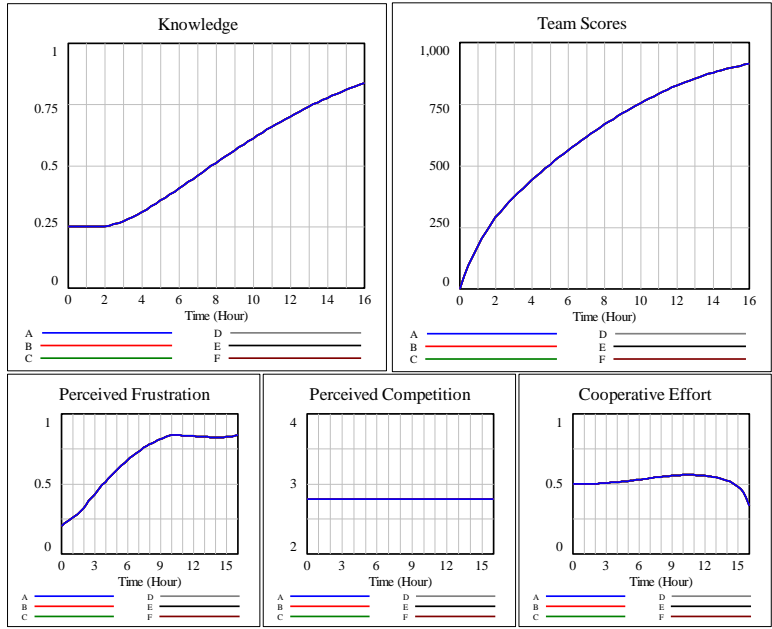 Knowledge
1
0.75
0.5
0.25
0
0 2 4 6 8 10 12 14 16
Time (Hour)
A D
B E
C F
Team Scores
1,000
750
500
250
0
0 2 4 6 8 10 12 14 16
Time (Hour)
A D
B E
C F
Perceived Frustration
1
0.5
0
0 3 6 9 12 15
Time (Hour)
A D
B E
C F
Perceived Competition
4
3
2
0 3 6 9 12 15
Time (Hour)
A D
B E
C F
Cooperative Effort
1
0.5
0
0 3 6 9 12 15
Time (Hour)
A D
B E
C F